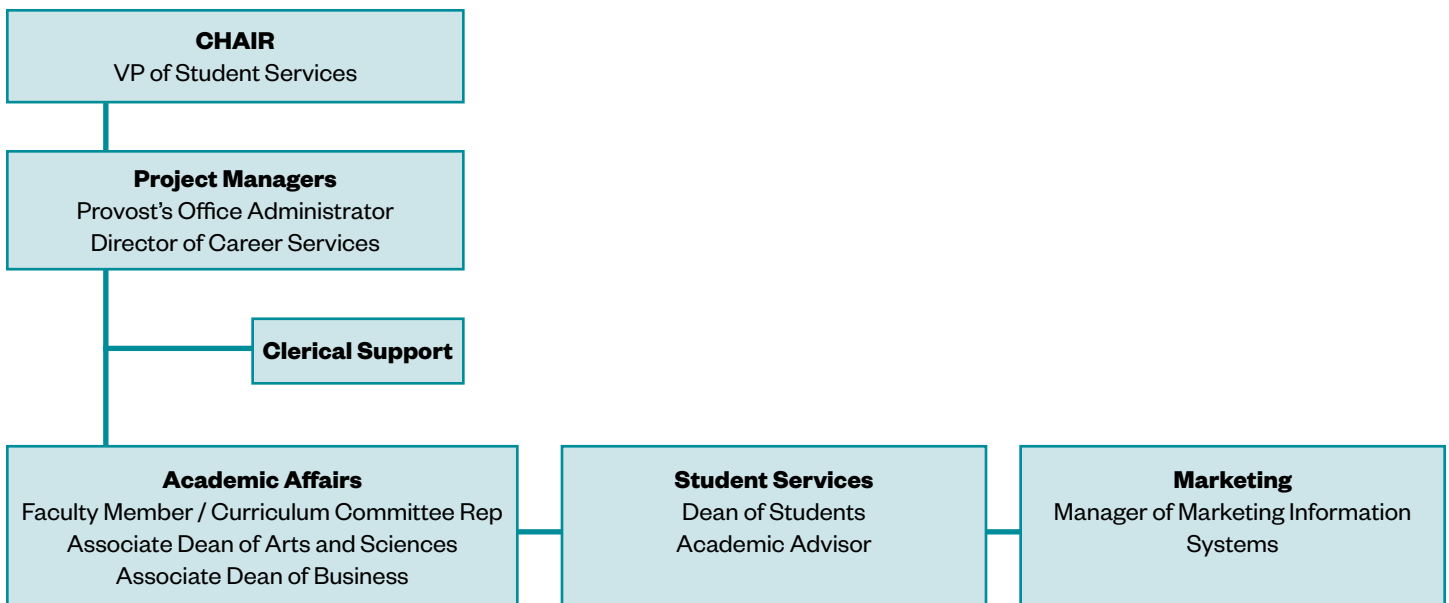 CHAIR
VP of Student Services
Project Managers
Provost’s Office Administrator
Director of Career Services
Clerical Support
Academic Affairs
Faculty Member / Curriculum Committee Rep
Associate Dean of Arts and Sciences
Associate Dean of Business
Student Services
Dean of Students
Academic Advisor
Marketing
Manager of Marketing Information
Systems